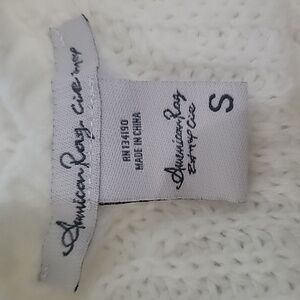 American Rag Cie
American Rag
Cie
S
RN134190
MADE IN CHINA